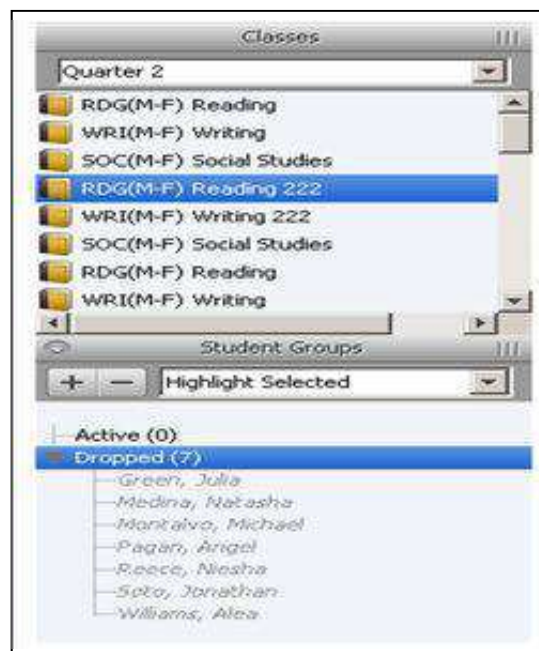 Classes
Quarter 2
RDG(M-F) Reading
WRI(M-F) Writing
SOC(M-F) Social Studies
RDG(M-F) Reading 222
WRI(M-F) Writing 222
SOC(M-F) Social Studies
RDG(M-F) Reading
WRI(M-F) Writing
Student Groups
+ − Highlight Selected
Active (0)
Dropped (7)
Green, Julia
Medina, Natasha
Montalvo, Michael
Pagan, Angel
Reece, Niesha
Soto, Jonathan
Williams, Alea